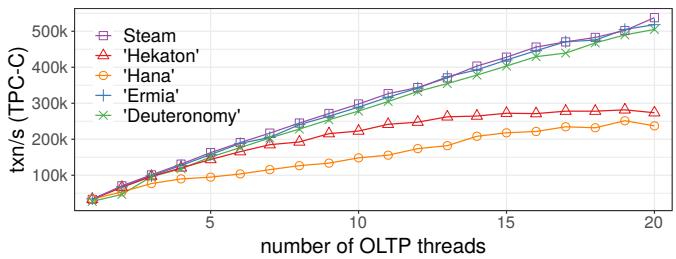 txn/s (TPC-C)
500k
400k
300k
200k
100k
Steam
'Hekaton'
'Hana'
'Ermia'
'Deuteronomy'
5
10
15
20
number of OLTP threads